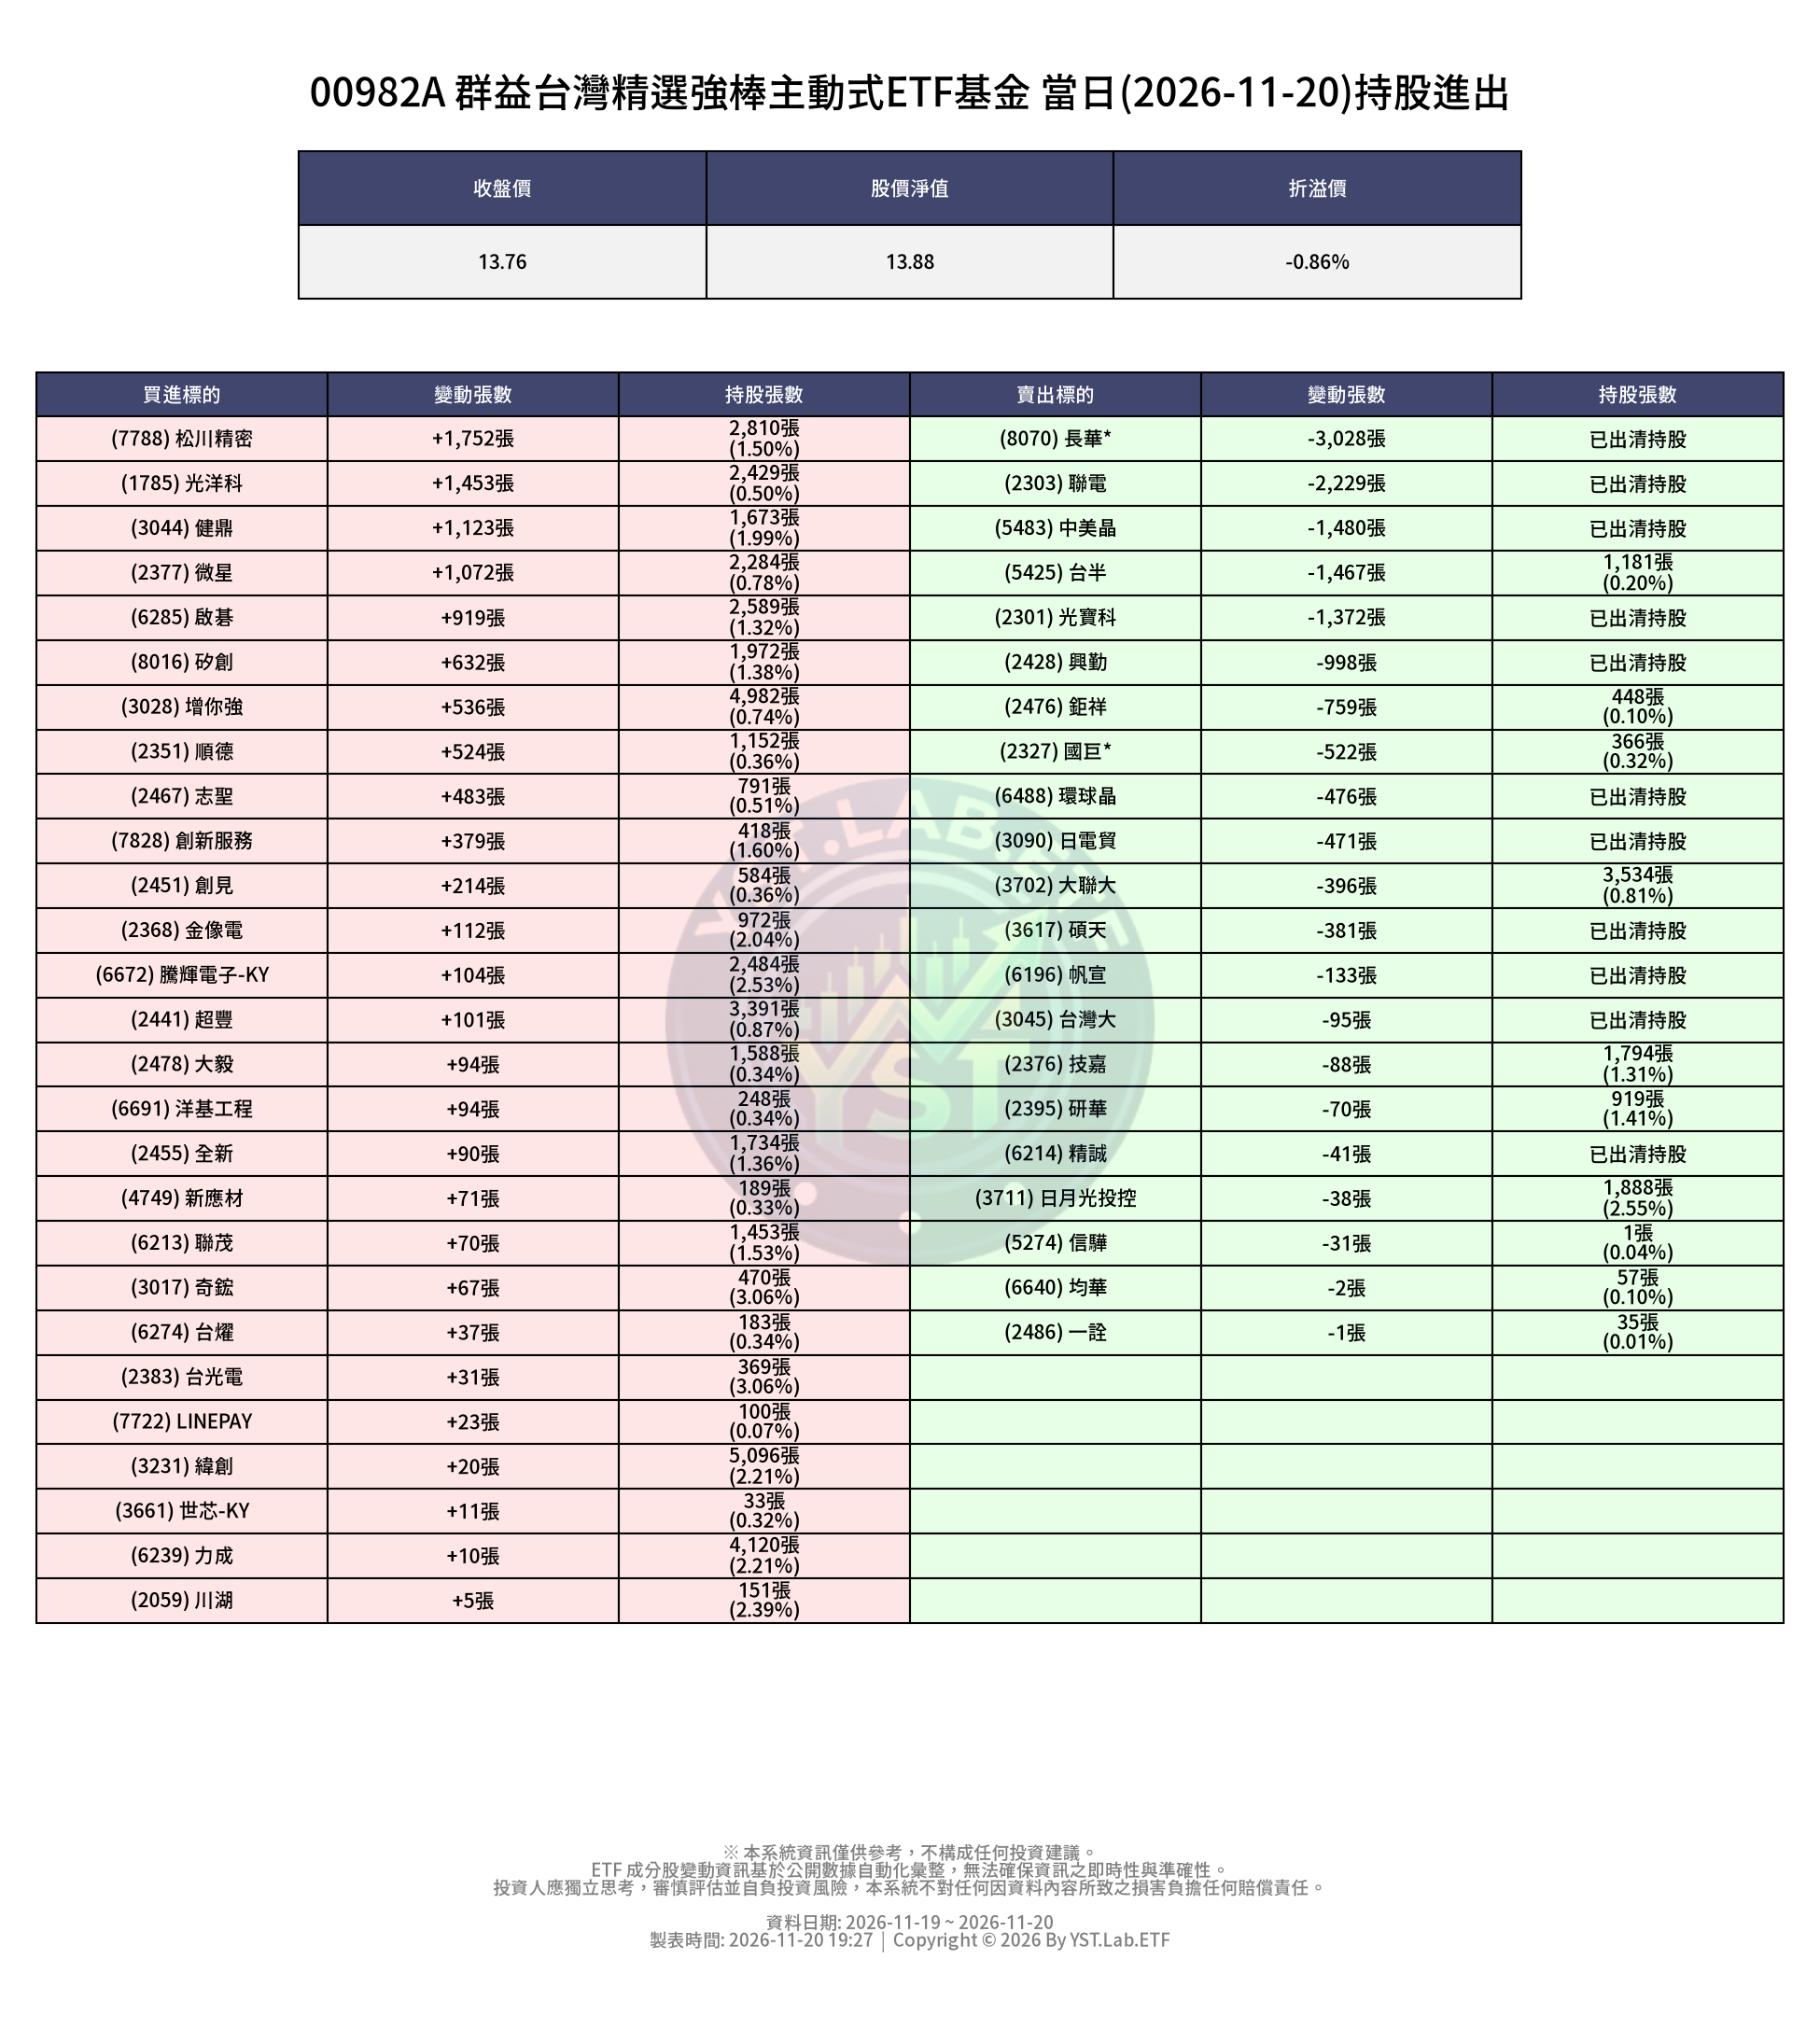 00982A 群益台灣精選強棒主動式ETF基金 當日(2026-11-20)持股進出
收盤價 股價淨值 折溢價
13.76 13.88 -0.86%
買進標的 變動張數 持股張數 賣出標的 變動張數 持股張數
(7788) 松川精密 +1,752張 2,810張 (1.50%) (8070) 長華* -3,028張 已出清持股
(1785) 光洋科 +1,453張 2,429張 (0.50%) (2303) 聯電 -2,229張 已出清持股
(3044) 健鼎 +1,123張 1,673張 (1.99%) (5483) 中美晶 -1,480張 已出清持股
(2377) 微星 +1,072張 2,284張 (0.78%) (5425) 台半 -1,467張 1,181張 (0.20%)
(6285) 啟碁 +919張 2,589張 (1.32%) (2301) 光寶科 -1,372張 已出清持股
(8016) 矽創 +632張 1,972張 (1.38%) (2428) 興勤 -998張 已出清持股
(3028) 增你強 +536張 4,982張 (0.74%) (2476) 鉅祥 -759張 448張 (0.10%)
(2351) 順德 +524張 1,152張 (0.36%) (2327) 國巨* -522張 366張 (0.32%)
(2467) 志聖 +483張 791張 (0.51%) (6488) 環球晶 -476張 已出清持股
(7828) 創新服務 +379張 418張 (1.60%) (3090) 日電貿 -471張 已出清持股
(2451) 創見 +214張 584張 (0.36%) (3702) 大聯大 -396張 3,534張 (0.81%)
(2368) 金像電 +112張 972張 (2.04%) (3617) 碩天 -381張 已出清持股
(6672) 騰輝電子-KY +104張 2,484張 (2.53%) (6196) 帆宣 -133張 已出清持股
(2441) 超豐 +101張 3,391張 (0.87%) (3045) 台灣大 -95張 已出清持股
(2478) 大毅 +94張 1,588張 (0.34%) (2376) 技嘉 -88張 1,794張 (1.31%)
(6691) 洋基工程 +94張 248張 (0.34%) (2395) 研華 -70張 919張 (1.41%)
(2455) 全新 +90張 1,734張 (1.36%) (6214) 精誠 -41張 已出清持股
(4749) 新應材 +71張 189張 (0.33%) (3711) 日月光投控 -38張 1,888張 (2.55%)
(6213) 聯茂 +70張 1,453張 (1.53%) (5274) 信驊 -31張 1張 (0.04%)
(3017) 奇鋐 +67張 470張 (3.06%) (6640) 均華 -2張 57張 (0.10%)
(6274) 台燿 +37張 183張 (0.34%) (2486) 一詮 -1張 35張 (0.01%)
(2383) 台光電 +31張 369張 (3.06%)
(7722) LINEPAY +23張 100張 (0.07%)
(3231) 緯創 +20張 5,096張 (2.21%)
(3661) 世芯-KY +11張 33張 (0.32%)
(6239) 力成 +10張 4,120張 (2.21%)
(2059) 川湖 +5張 151張 (2.39%)
YST.LAB.ETF
YST
※ 本系統資訊僅供參考，不構成任何投資建議。
ETF 成分股變動資訊基於公開數據自動化彙整，無法確保資訊之即時性與準確性。
投資人應獨立思考，審慎評估並自負投資風險，本系統不對任何因資料內容所致之損害負擔任何賠償責任。
資料日期: 2026-11-19 ~ 2026-11-20
製表時間: 2026-11-20 19:27 | Copyright © 2026 By YST.Lab.ETF